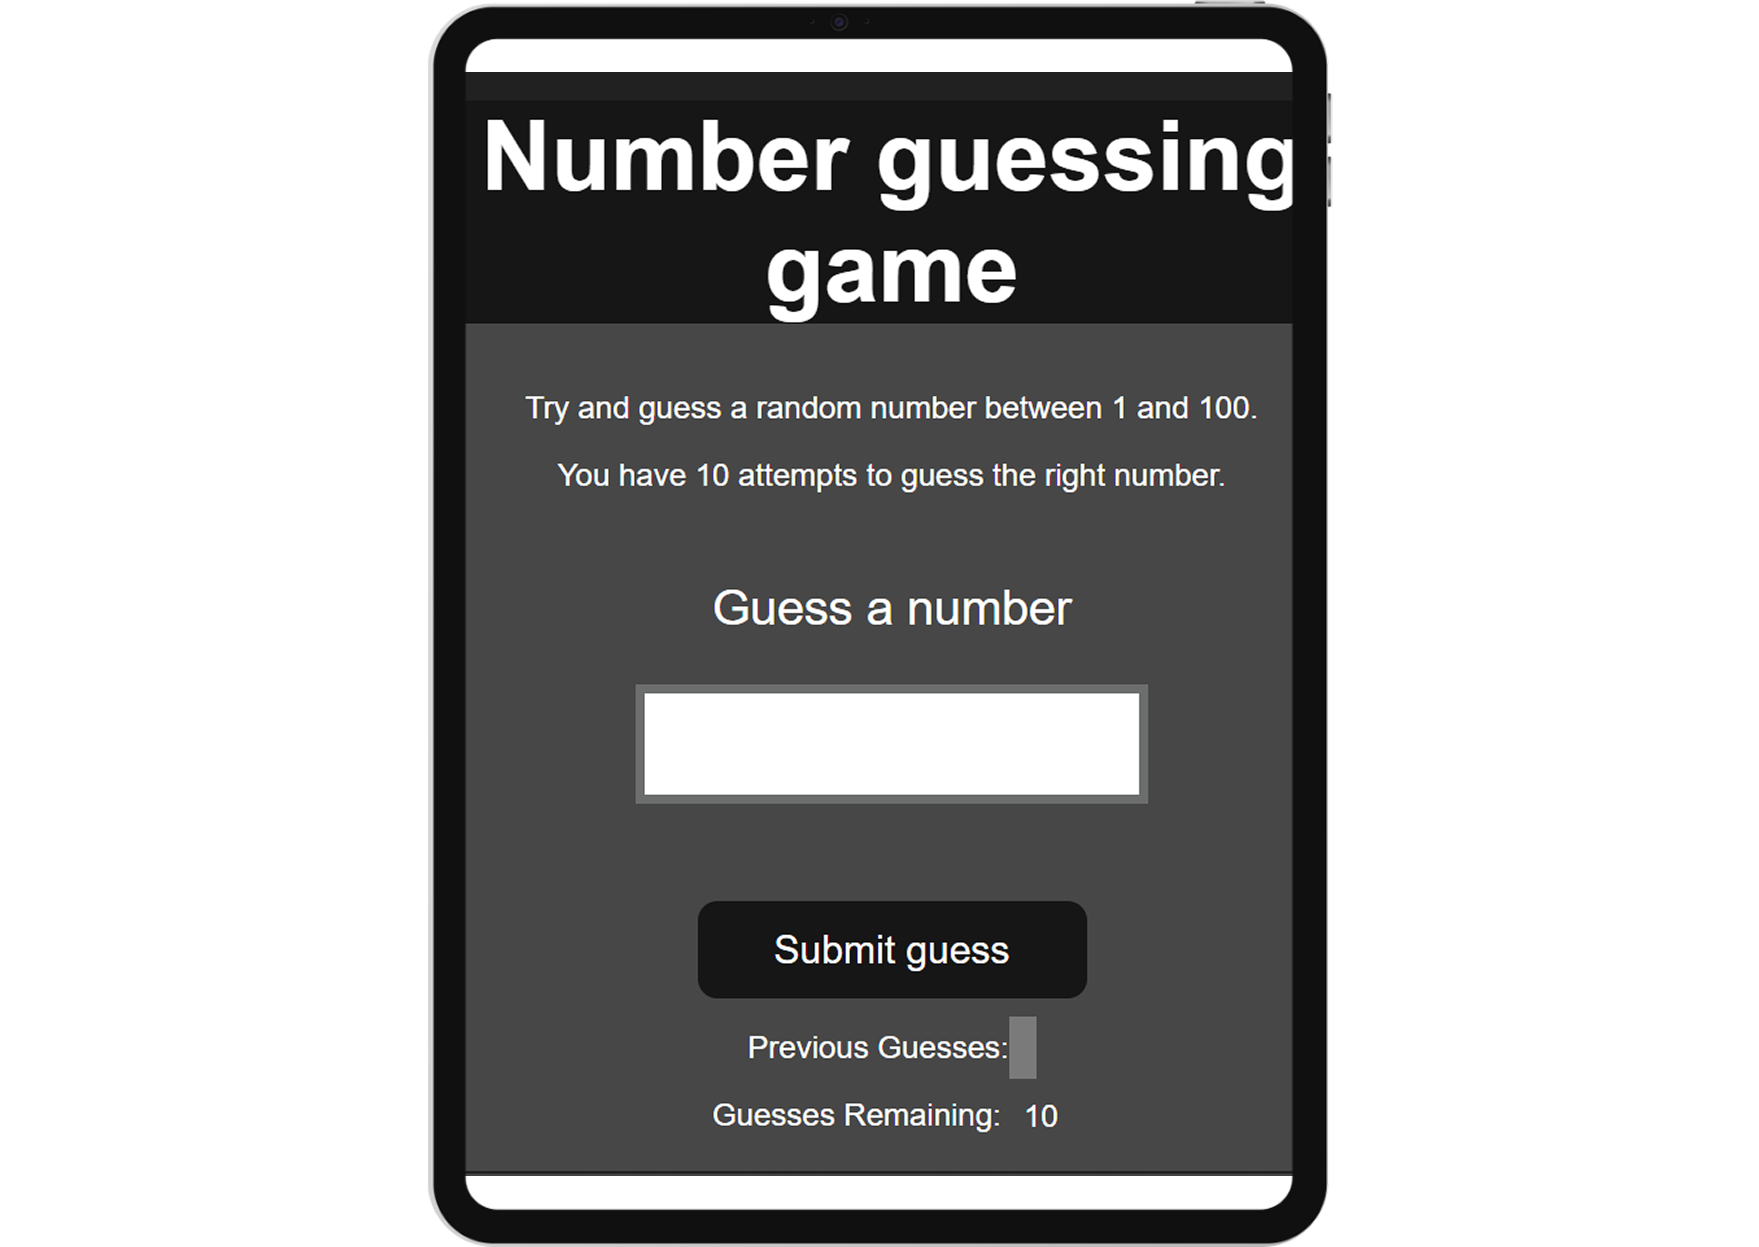 Number guessing
game
Try and guess a random number between 1 and 100.
You have 10 attempts to guess the right number.
Guess a number
Submit guess
Previous Guesses:
Guesses Remaining: 10